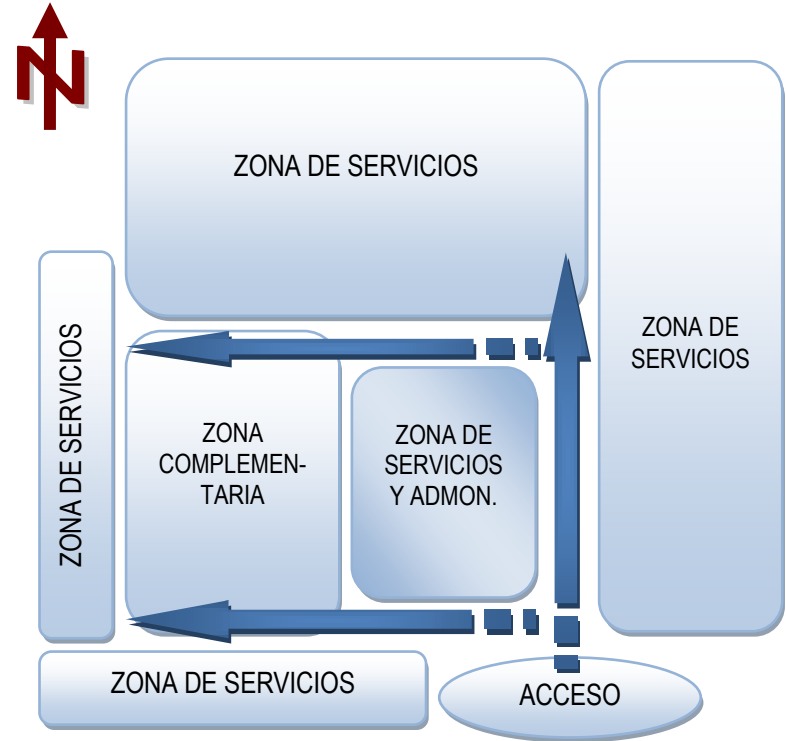 N
ZONA DE SERVICIOS
ZONA DE
SERVICIOS
ZONA DE SERVICIOS
ZONA
COMPLEMEN-
TARIA
ZONA DE
SERVICIOS
Y ADMON.
ZONA DE SERVICIOS
ACCESO